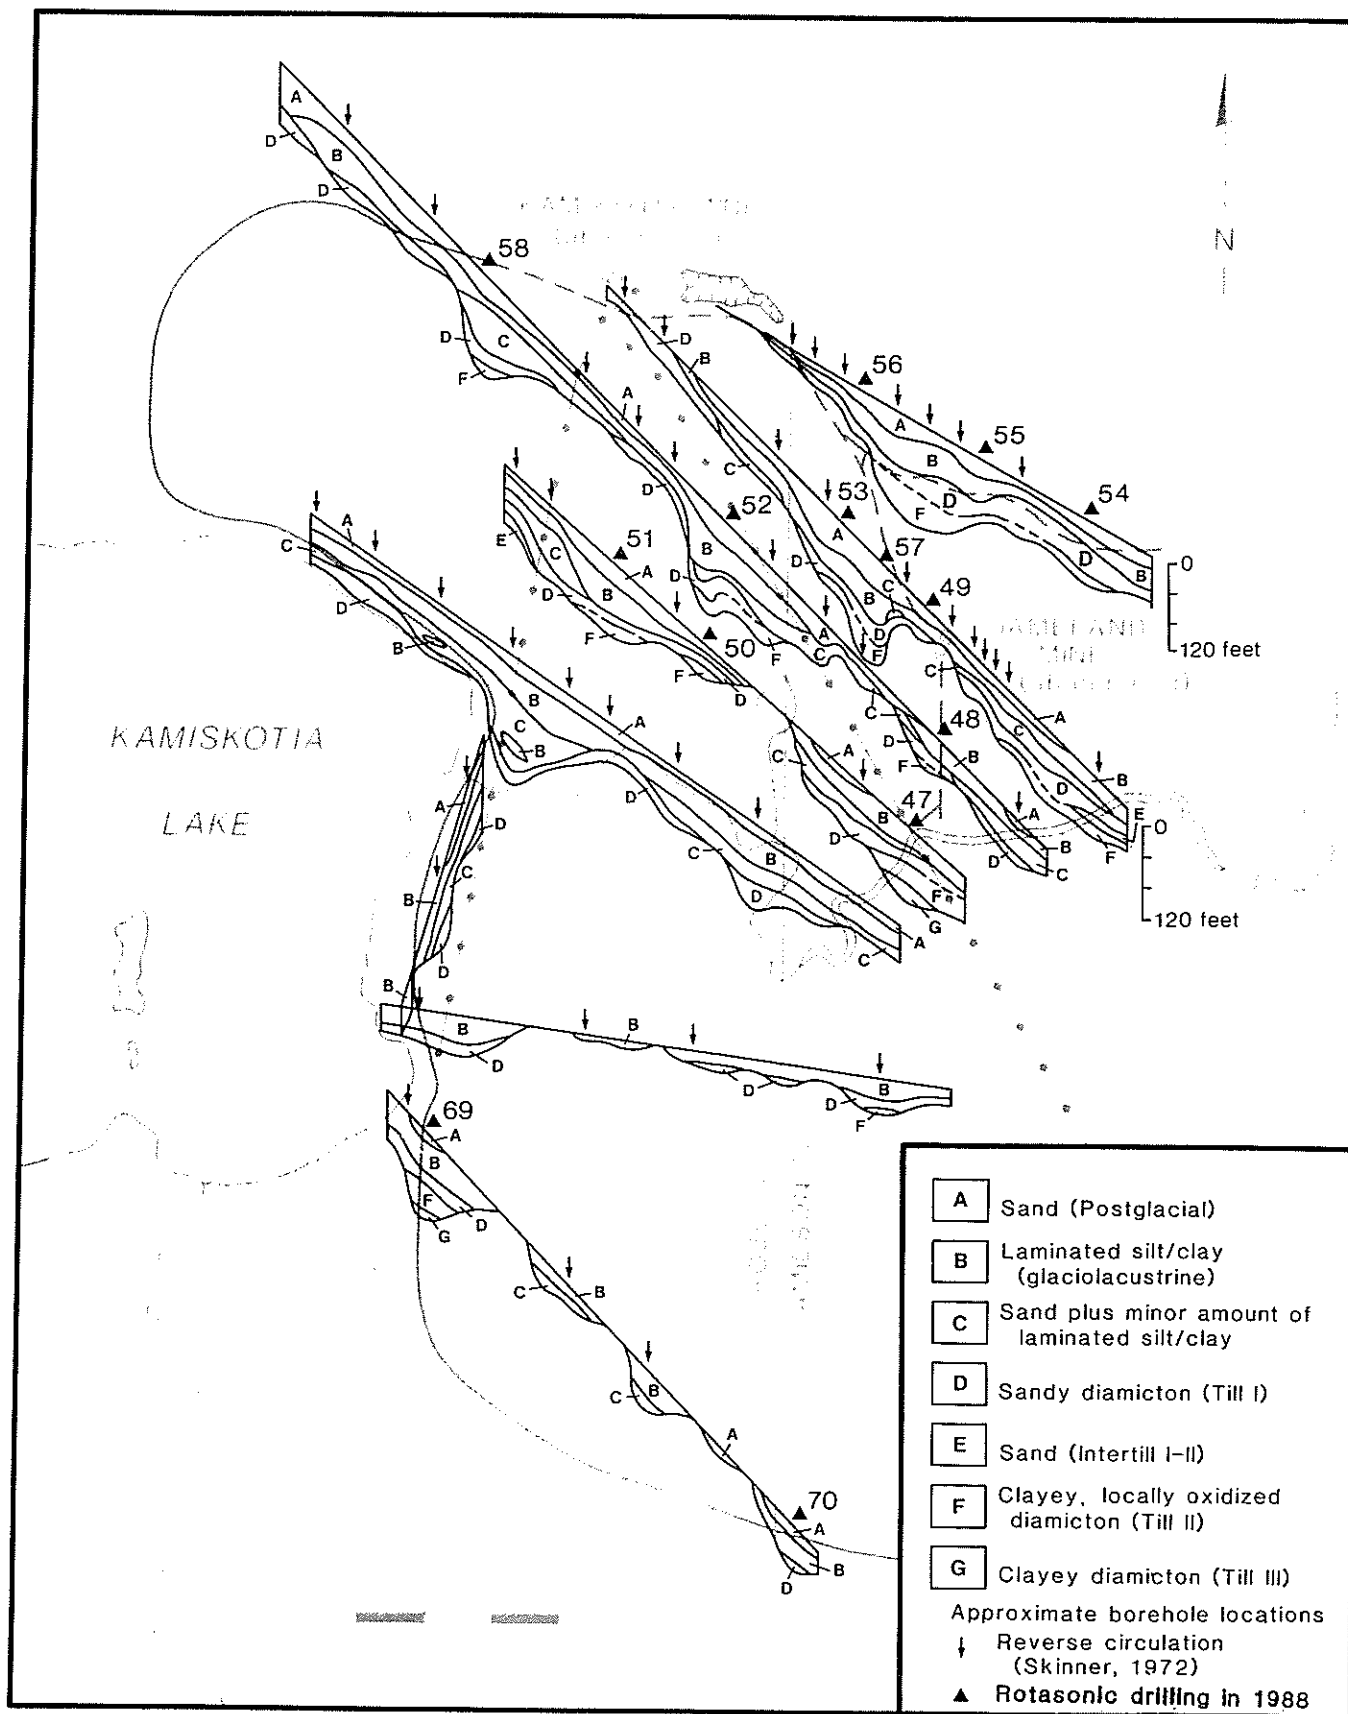 A
D
B
D
58
N
D
C
F
D
B
A
56
A
55
B
54
D
F
D
B
0
120 feet
C
D
52
53
A
57
E
C
51
A
B
D
F
B
D
F
50
F
D
D
B
C
D
F
49
A
C
C
D
F
48
B
A
C
A
B
D
E
F
0
120 feet
A
C
D
B
B
C
B
A
D
C
B
D
A
C
A
C
D
B
47
F
G
D
F
A
B
D
C
KAMISKOTIA
LAKE
A
D
C
B
D
B
B
D
B
D
B
D
F
69
A
B
F
D
G
C
B
C
B
A
70
A
B
D
A Sand (Postglacial)
B Laminated silt/clay
(glaciolacustrine)
C Sand plus minor amount of
laminated silt/clay
D Sandy diamicton (Till I)
E Sand (Intertill I-II)
F Clayey, locally oxidized
diamicton (Till II)
G Clayey diamicton (Till III)
Approximate borehole locations
Reverse circulation
(Skinner, 1972)
Rotasonic drilling in 1988